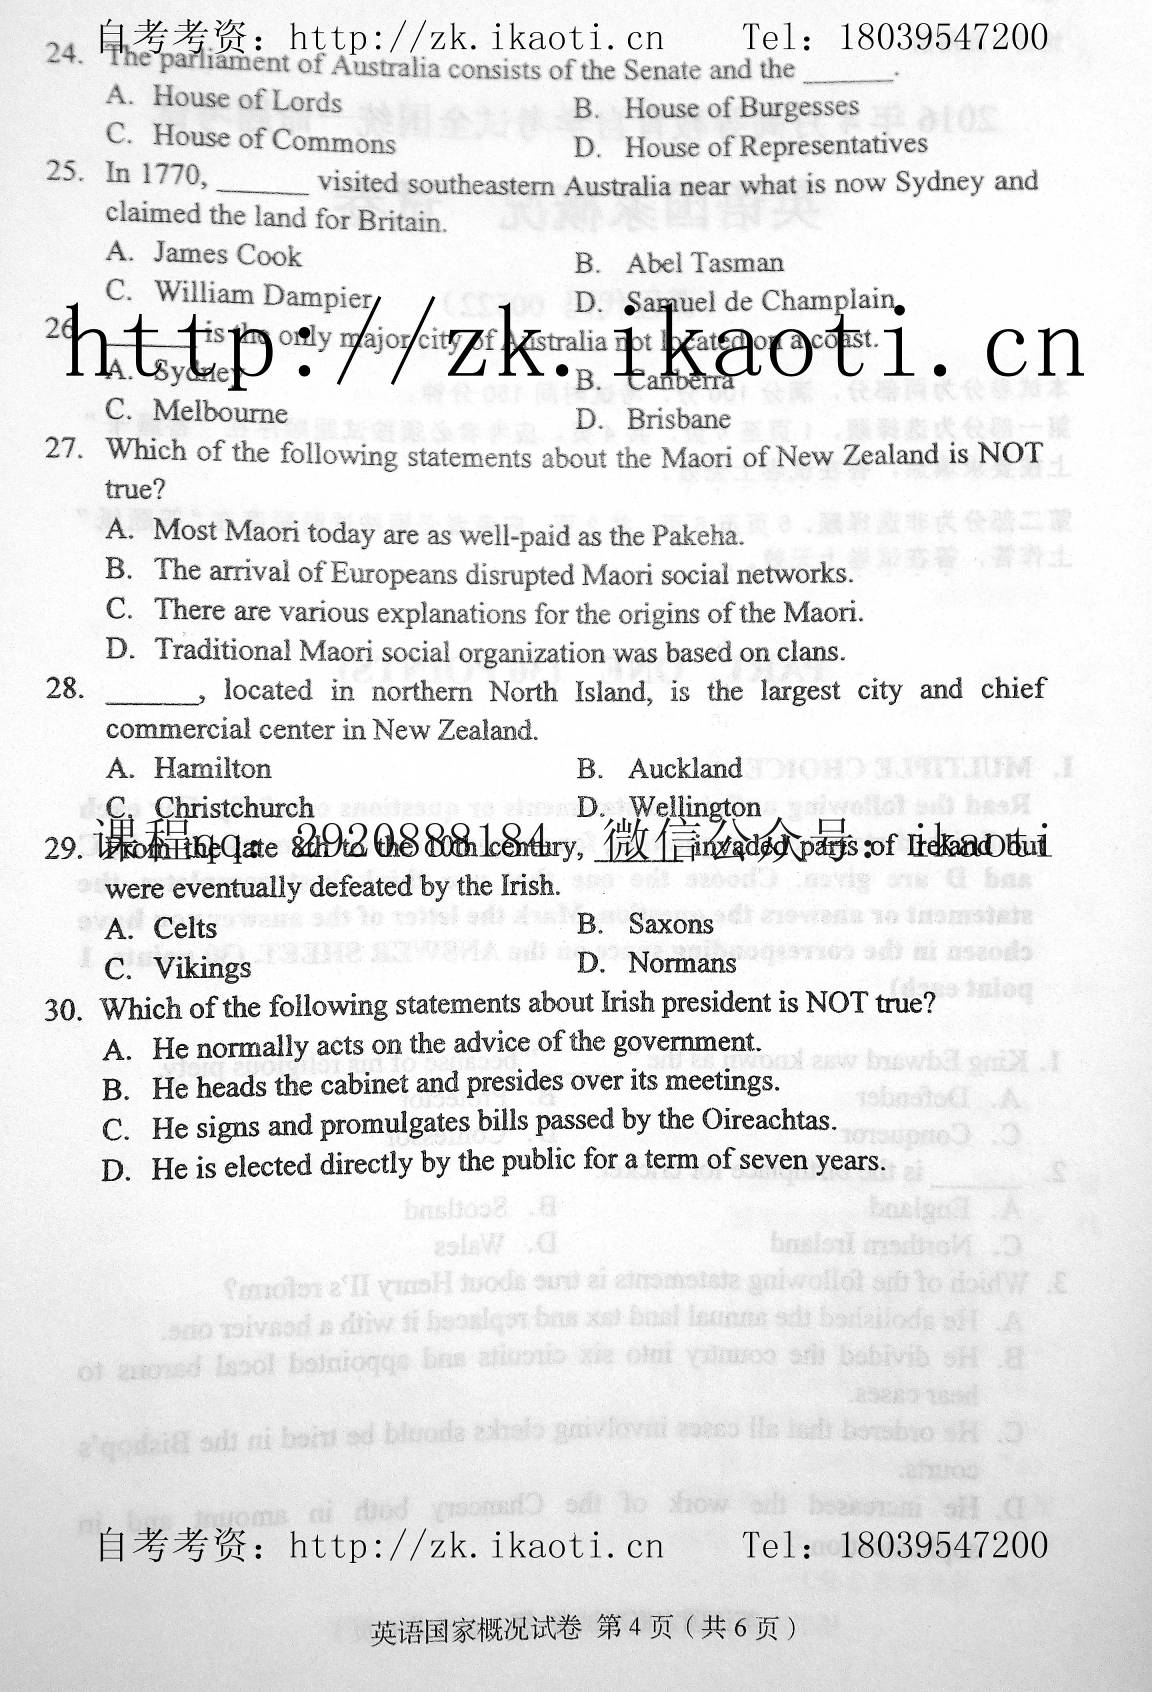 自考考资：http://zk.ikaoti.cn Tel：18039547200
24. The parliament of Australia consists of the Senate and the ______.
A. House of Lords B. House of Burgesses
C. House of Commons D. House of Representatives
25. In 1770, ______ visited southeastern Australia near what is now Sydney and
claimed the land for Britain.
A. James Cook B. Abel Tasman
C. William Dampier D. Samuel de Champlain
http://zk.ikaoti.cn
26. ______ is the only major city of Australia not located on a coast.
A. Sydney B. Canberra
C. Melbourne D. Brisbane
27. Which of the following statements about the Maori of New Zealand is NOT
true?
A. Most Maori today are as well-paid as the Pakeha.
B. The arrival of Europeans disrupted Maori social networks.
C. There are various explanations for the origins of the Maori.
D. Traditional Maori social organization was based on clans.
28. ______, located in northern North Island, is the largest city and chief
commercial center in New Zealand.
A. Hamilton B. Auckland
C. Christchurch D. Wellington
课程qq：2920888184 微信公众号：ikaoti
29. From the late 8th to the 10th century, ______ invaded parts of Ireland but
were eventually defeated by the Irish.
A. Celts B. Saxons
C. Vikings D. Normans
30. Which of the following statements about Irish president is NOT true?
A. He normally acts on the advice of the government.
B. He heads the cabinet and presides over its meetings.
C. He signs and promulgates bills passed by the Oireachtas.
D. He is elected directly by the public for a term of seven years.
自考考资：http://zk.ikaoti.cn Tel：18039547200
英语国家概况试卷 第 4 页 ( 共 6 页 )